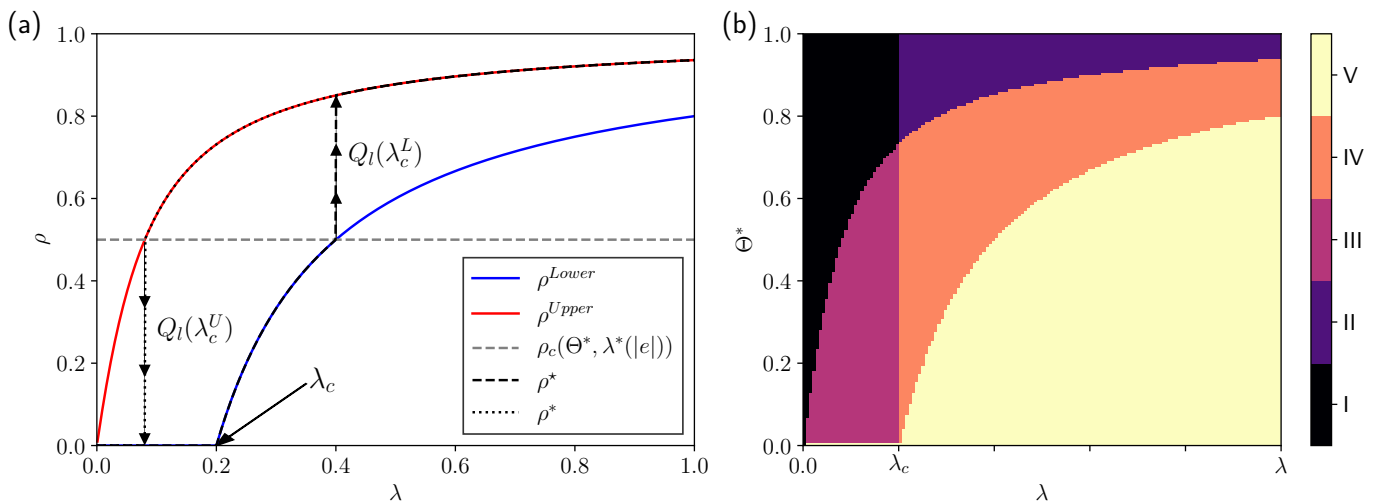 (a)
1.0
0.8
0.6
0.4
0.2
0.0
ρ
0.0 0.2 0.4 0.6 0.8 1.0
λ
Q_l(λ_c^L)
Q_l(λ_c^U)
λ_c
ρ^{Lower}
ρ^{Upper}
ρ_c(Θ^*, λ^*(|e|))
ρ^⋆
ρ^*
(b)
1.0
0.8
0.6
0.4
0.2
0.0
Θ^*
0.0 λ_c λ
λ
V
IV
III
II
I